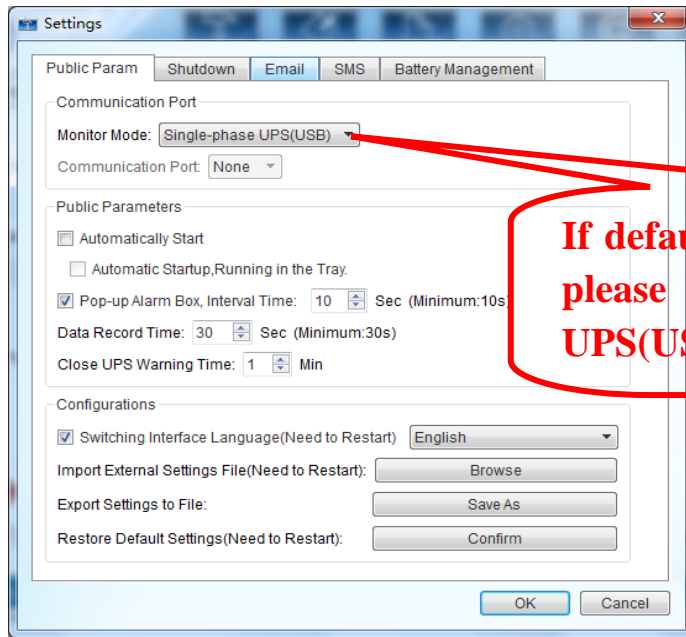 Settings
Public Param Shutdown Email SMS Battery Management
Communication Port
Monitor Mode: Single-phase UPS(USB)
Communication Port: None
Public Parameters
Automatically Start
Automatic Startup,Running in the Tray.
Pop-up Alarm Box, Interval Time: 10 Sec (Minimum:10s)
Data Record Time: 30 Sec (Minimum:30s)
Close UPS Warning Time: 1 Min
If
please
Configurations
Switching Interface Language(Need to Restart) English
Import External Settings File(Need to Restart): Browse
Export Settings to File: Save As
Restore Default Settings(Need to Restart): Confirm
OK Cancel